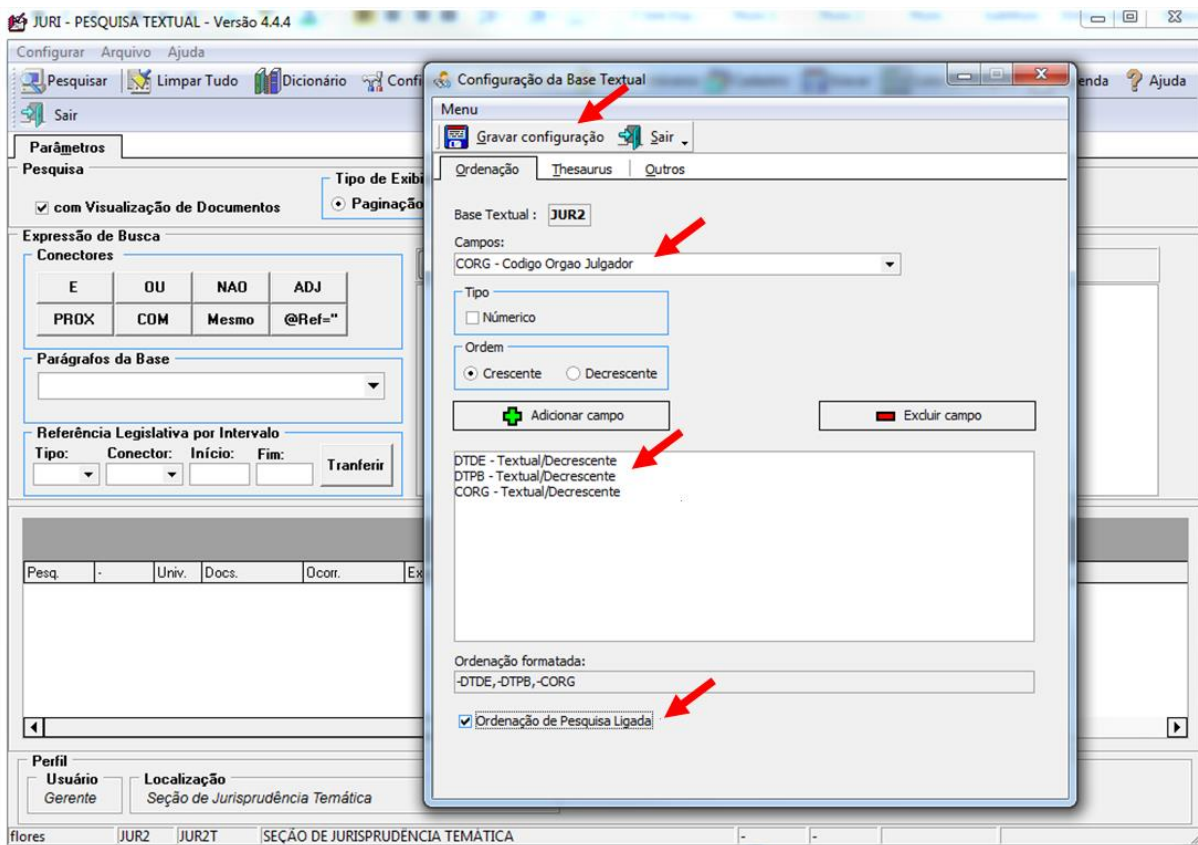 JURI - PESQUISA TEXTUAL - Versão 4.4.4
Configurar Arquivo Ajuda
Pesquisar Limpar Tudo Dicionário Confi
enda Ajuda
Sair
Parâmetros
Pesquisa
com Visualização de Documentos
Tipo de Exibi
Paginação
Expressão de Busca
Conectores
E OU NAO ADJ
PROX COM Mesmo @Ref="
Parágrafos da Base
Referência Legislativa por Intervalo
Tipo: Conector: Início: Fim:
Tranferir
Pesq. - Univ. Docs. Ocorr. Ex
Perfil
Usuário Localização
Gerente Seção de Jurisprudência Temática
flores JUR2 JUR2T SEÇÃO DE JURISPRUDÊNCIA TEMÁTICA - -
Configuração da Base Textual
Menu
Gravar configuração Sair
Ordenação Thesaurus Outros
Base Textual : JUR2
Campos:
CORG - Codigo Orgao Julgador
Tipo
Númerico
Ordem
Crescente Decrescente
Adicionar campo Excluir campo
DTDE - Textual/Decrescente
DTPB - Textual/Decrescente
CORG - Textual/Decrescente
Ordenação formatada:
-DTDE,-DTPB,-CORG
Ordenação de Pesquisa Ligada